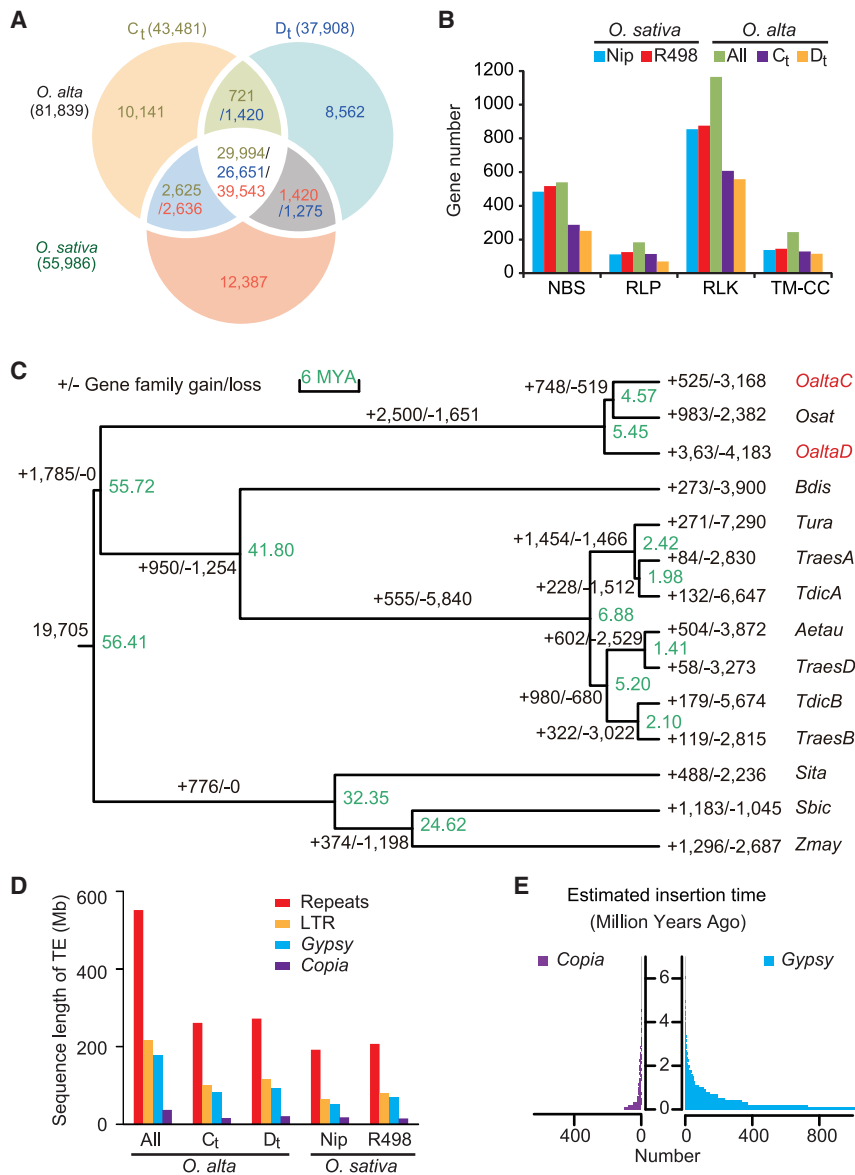 A
Ct (43,481)
Dt (37,908)
O. alta
(81,839)
10,141
721
/1,420
8,562
29,994/
26,651/
39,543
2,625
/2,636
1,420
/1,275
O. sativa
(55,986)
12,387
B
O. sativa
O. alta
Nip
R498
All
Ct
Dt
Gene number
1200
1000
800
600
400
200
0
NBS
RLP
RLK
TM-CC
C
+/- Gene family gain/loss
6 MYA
+748/-519
+525/-3,168
OaltaC
4.57
+2,500/-1,651
+983/-2,382
Osat
5.45
+3,63/-4,183
OaltaD
+1,785/-0
55.72
+273/-3,900
Bdis
+271/-7,290
Tura
+1,454/-1,466
2.42
41.80
+84/-2,830
TraesA
+950/-1,254
1.98
+228/-1,512
+132/-6,647
TdicA
+555/-5,840
6.88
19,705
56.41
+602/-2,529
+504/-3,872
Aetau
1.41
+58/-3,273
TraesD
5.20
+980/-680
+179/-5,674
TdicB
2.10
+322/-3,022
+119/-2,815
TraesB
+776/-0
+488/-2,236
Sita
32.35
+1,183/-1,045
Sbic
24.62
+374/-1,198
+1,296/-2,687
Zmay
D
Sequence length of TE (Mb)
600
400
200
0
Repeats
LTR
Gypsy
Copia
All
Ct
Dt
Nip
R498
O. alta
O. sativa
E
Estimated insertion time
(Million Years Ago)
Copia
Gypsy
6
4
2
0
400
0
0
400
800
Number